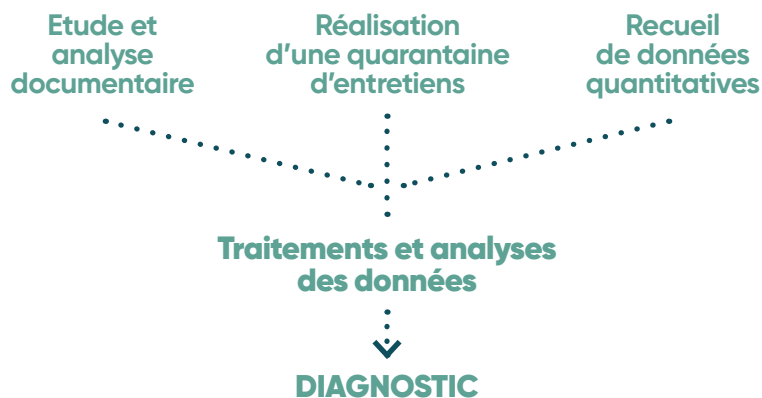 Etude et
analyse
documentaire
Réalisation
d'une quarantaine
d'entretiens
Recueil
de données
quantitatives
Traitements et analyses
des données
DIAGNOSTIC